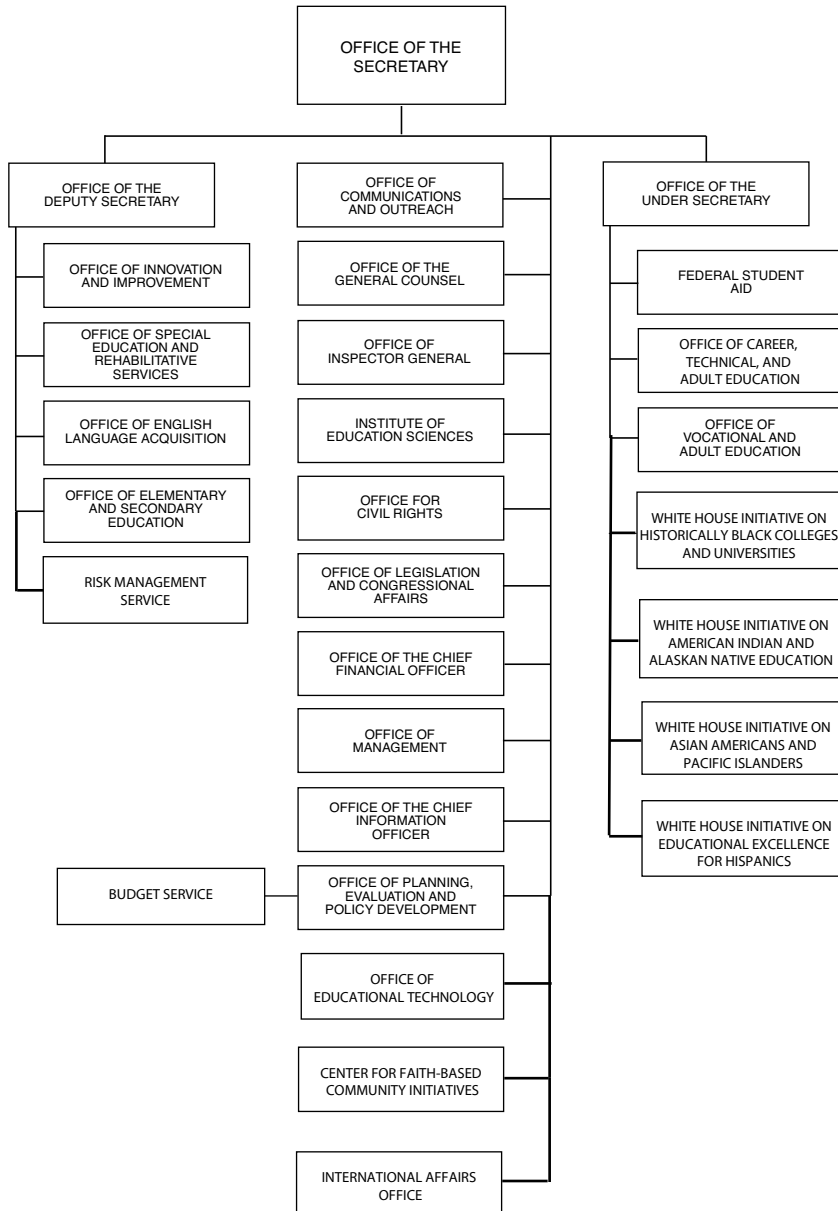 OFFICE OF THE
SECRETARY
OFFICE OF THE
DEPUTY SECRETARY
OFFICE OF INNOVATION
AND IMPROVEMENT
OFFICE OF SPECIAL
EDUCATION AND
REHABILITATIVE
SERVICES
OFFICE OF ENGLISH
LANGUAGE ACQUISITION
OFFICE OF ELEMENTARY
AND SECONDARY
EDUCATION
RISK MANAGEMENT
SERVICE
OFFICE OF
COMMUNICATIONS
AND OUTREACH
OFFICE OF THE
GENERAL COUNSEL
OFFICE OF
INSPECTOR GENERAL
INSTITUTE OF
EDUCATION SCIENCES
OFFICE FOR
CIVIL RIGHTS
OFFICE OF LEGISLATION
AND CONGRESSIONAL
AFFAIRS
OFFICE OF THE CHIEF
FINANCIAL OFFICER
OFFICE OF
MANAGEMENT
OFFICE OF THE CHIEF
INFORMATION
OFFICER
BUDGET SERVICE
OFFICE OF PLANNING,
EVALUATION AND
POLICY DEVELOPMENT
OFFICE OF
EDUCATIONAL TECHNOLOGY
CENTER FOR FAITH-BASED
COMMUNITY INITIATIVES
INTERNATIONAL AFFAIRS
OFFICE
OFFICE OF THE
UNDER SECRETARY
FEDERAL STUDENT
AID
OFFICE OF CAREER,
TECHNICAL, AND
ADULT EDUCATION
OFFICE OF
VOCATIONAL AND
ADULT EDUCATION
WHITE HOUSE INITIATIVE ON
HISTORICALLY BLACK COLLEGES
AND UNIVERSITIES
WHITE HOUSE INITIATIVE ON
AMERICAN INDIAN AND
ALASKAN NATIVE EDUCATION
WHITE HOUSE INITIATIVE ON
ASIAN AMERICANS AND
PACIFIC ISLANDERS
WHITE HOUSE INITIATIVE ON
EDUCATIONAL EXCELLENCE
FOR HISPANICS